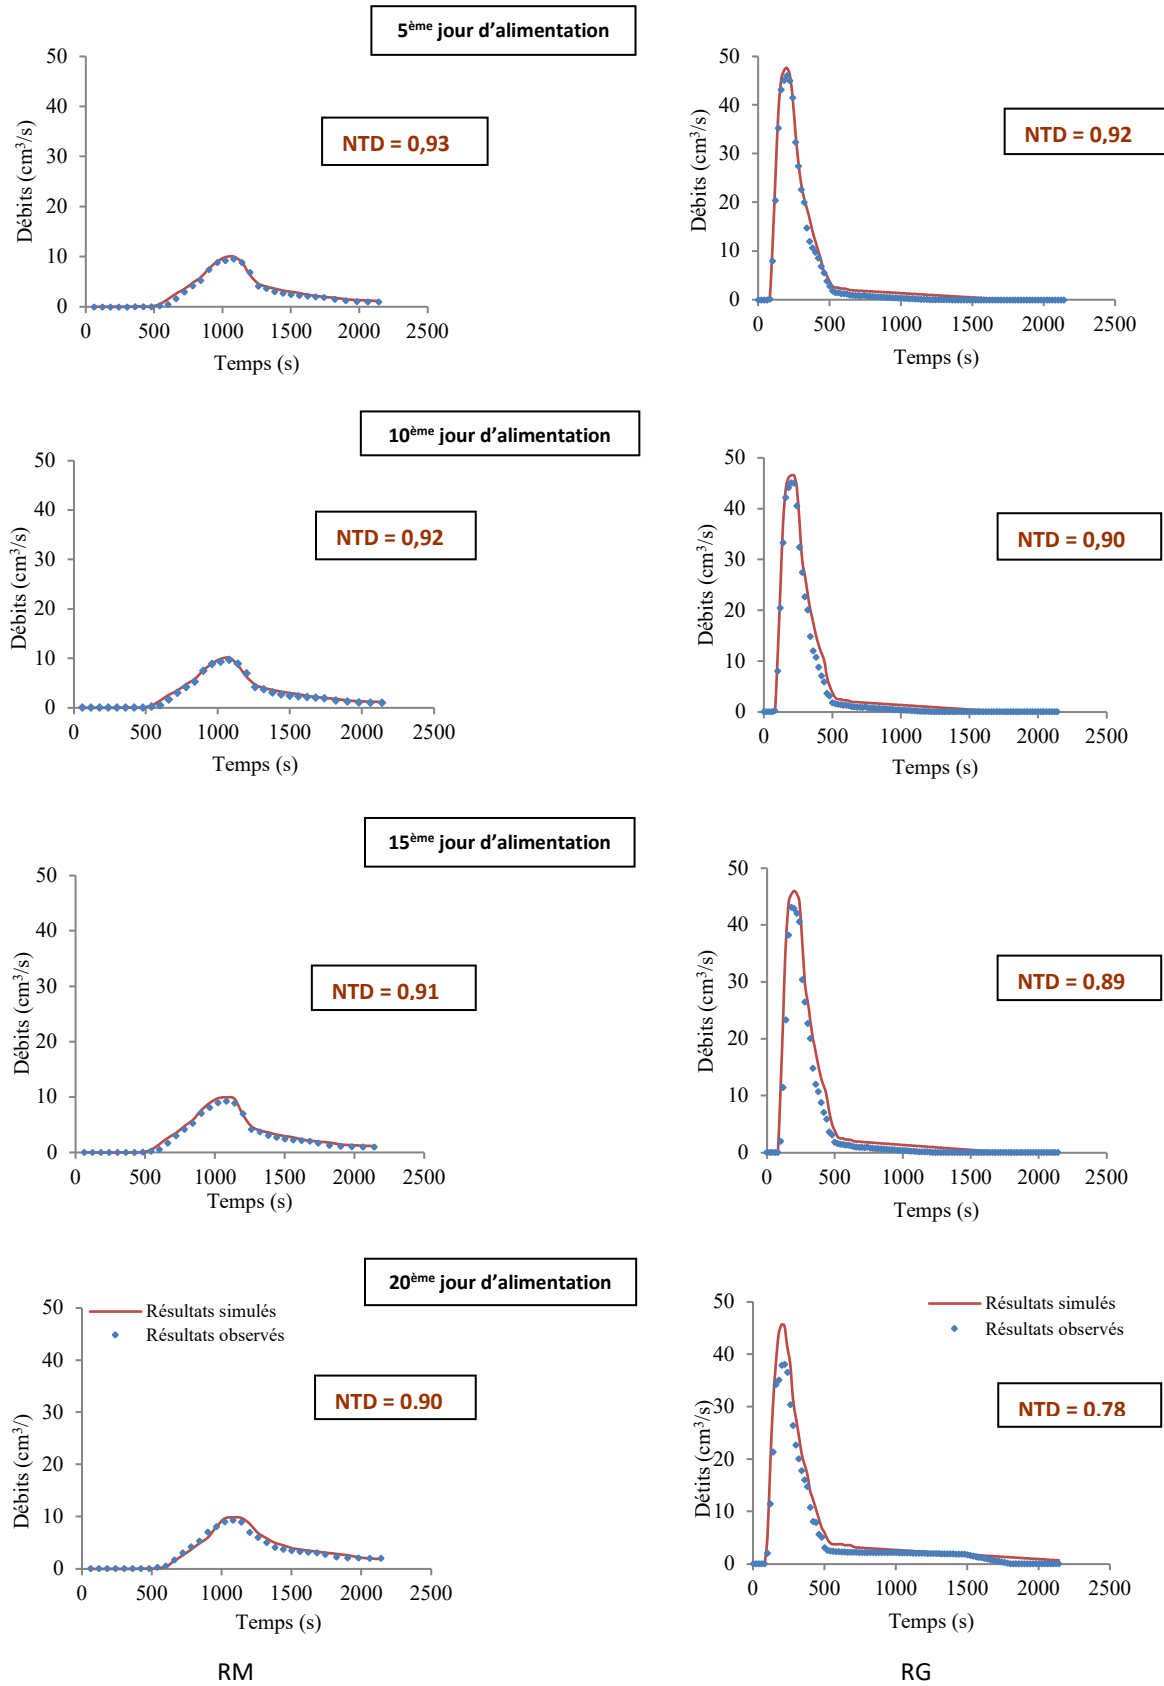 5ème jour d'alimentation
50
40
30
20
10
0
Débits (cm³/s)
NTD = 0,93
0 500 1000 1500 2000 2500
Temps (s)
50
40
30
20
10
0
Débits (cm³/s)
NTD = 0,92
0 500 1000 1500 2000 2500
Temps (s)
10ème jour d'alimentation
50
40
30
20
10
0
Débits (cm³/s)
NTD = 0,92
0 500 1000 1500 2000 2500
Temps (s)
50
40
30
20
10
0
Débits (cm³/s)
NTD = 0,90
0 500 1000 1500 2000 2500
Temps (s)
15ème jour d'alimentation
50
40
30
20
10
0
Débits (cm³/s)
NTD = 0,91
0 500 1000 1500 2000 2500
Temps (s)
50
40
30
20
10
0
Débits (cm³/s)
NTD = 0,89
0 500 1000 1500 2000 2500
Temps (s)
20ème jour d'alimentation
50
40
30
20
10
0
Débits (cm³/)
Résultats simulés
Résultats observés
NTD = 0.90
0 500 1000 1500 2000 2500
Temps (s)
50
40
30
20
10
0
Détits (cm³/s)
Résultats simulés
Résultats observés
NTD = 0.78
0 500 1000 1500 2000 2500
Temps (s)
RM
RG